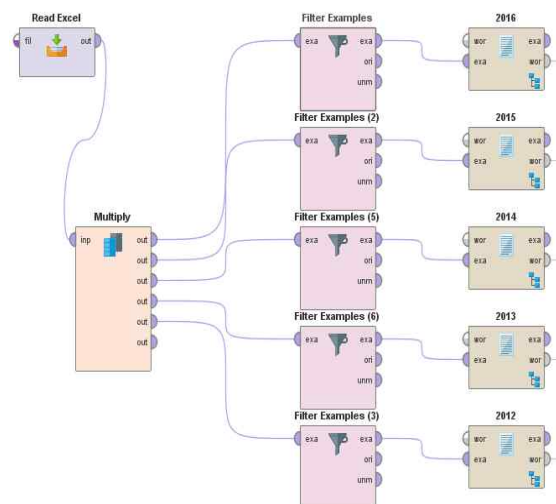 Read Excel
fil
out
Multiply
inp
out
out
out
out
out
out
Filter Examples
exa
exa
ori
unm
2016
wor
exa
exa
wor
Filter Examples (2)
exa
exa
ori
unm
2015
wor
exa
exa
wor
Filter Examples (5)
exa
exa
ori
unm
2014
wor
exa
exa
wor
Filter Examples (6)
exa
exa
ori
unm
2013
wor
exa
exa
wor
Filter Examples (3)
exa
exa
ori
unm
2012
wor
exa
exa
wor